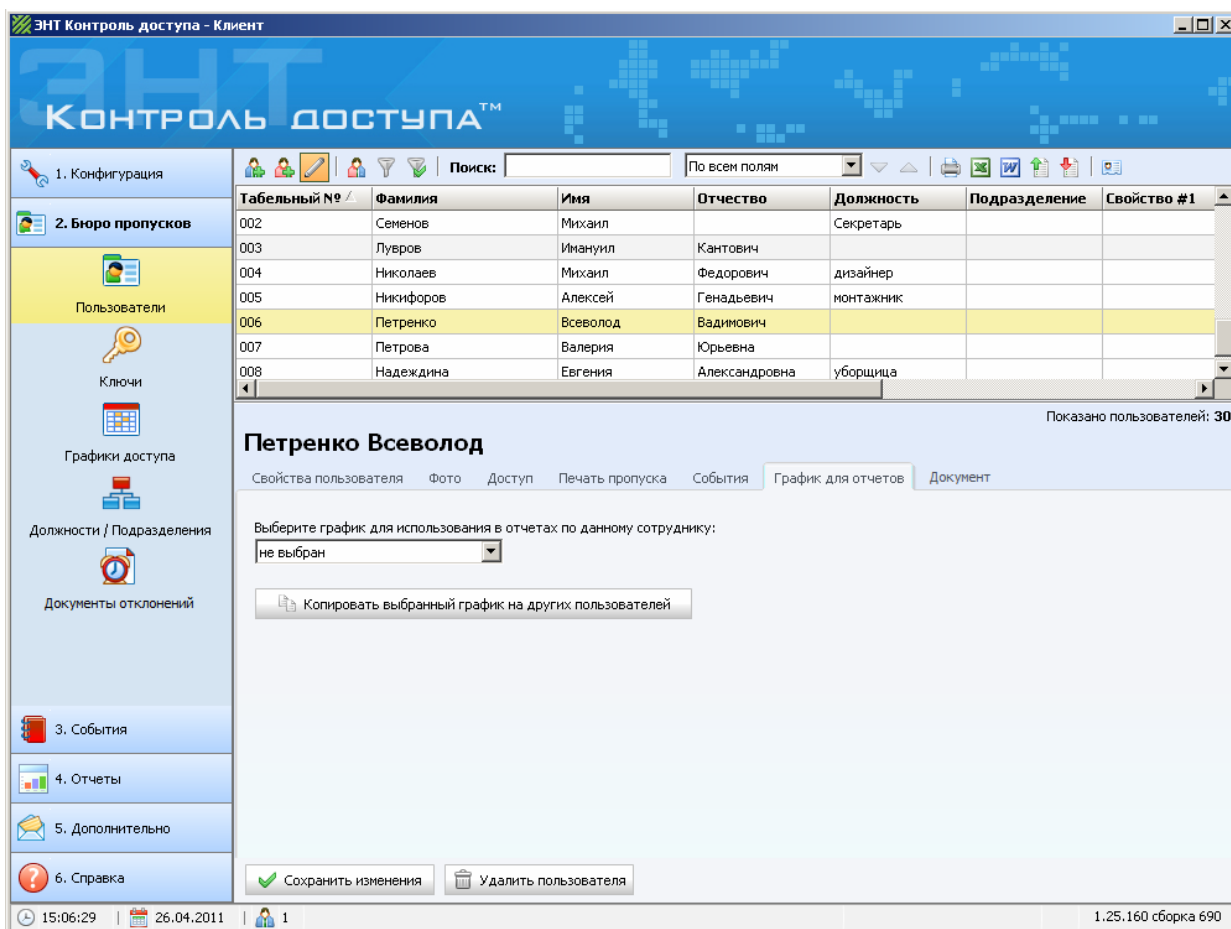 ЭНТ Контроль доступа - Клиент
ЭНТ
Контроль доступа™
1. Конфигурация
2. Бюро пропусков
Пользователи
Ключи
Графики доступа
Должности / Подразделения
Документы отклонений
3. События
4. Отчеты
5. Дополнительно
6. Справка
Поиск: По всем полям
Табельный № Фамилия Имя Отчество Должность Подразделение Свойство #1
002 Семенов Михаил Секретарь
003 Лувров Имануил Кантович
004 Николаев Михаил Федорович дизайнер
005 Никифоров Алексей Генадьевич монтажник
006 Петренко Всеволод Вадимович
007 Петрова Валерия Юрьевна
008 Надеждина Евгения Александровна уборщица
Показано пользователей: 30
Петренко Всеволод
Свойства пользователя Фото Доступ Печать пропуска События График для отчетов Документ
Выберите график для использования в отчетах по данному сотруднику:
не выбран
Копировать выбранный график на других пользователей
Сохранить изменения Удалить пользователя
15:06:29 | 26.04.2011 | 1 1.25.160 сборка 690